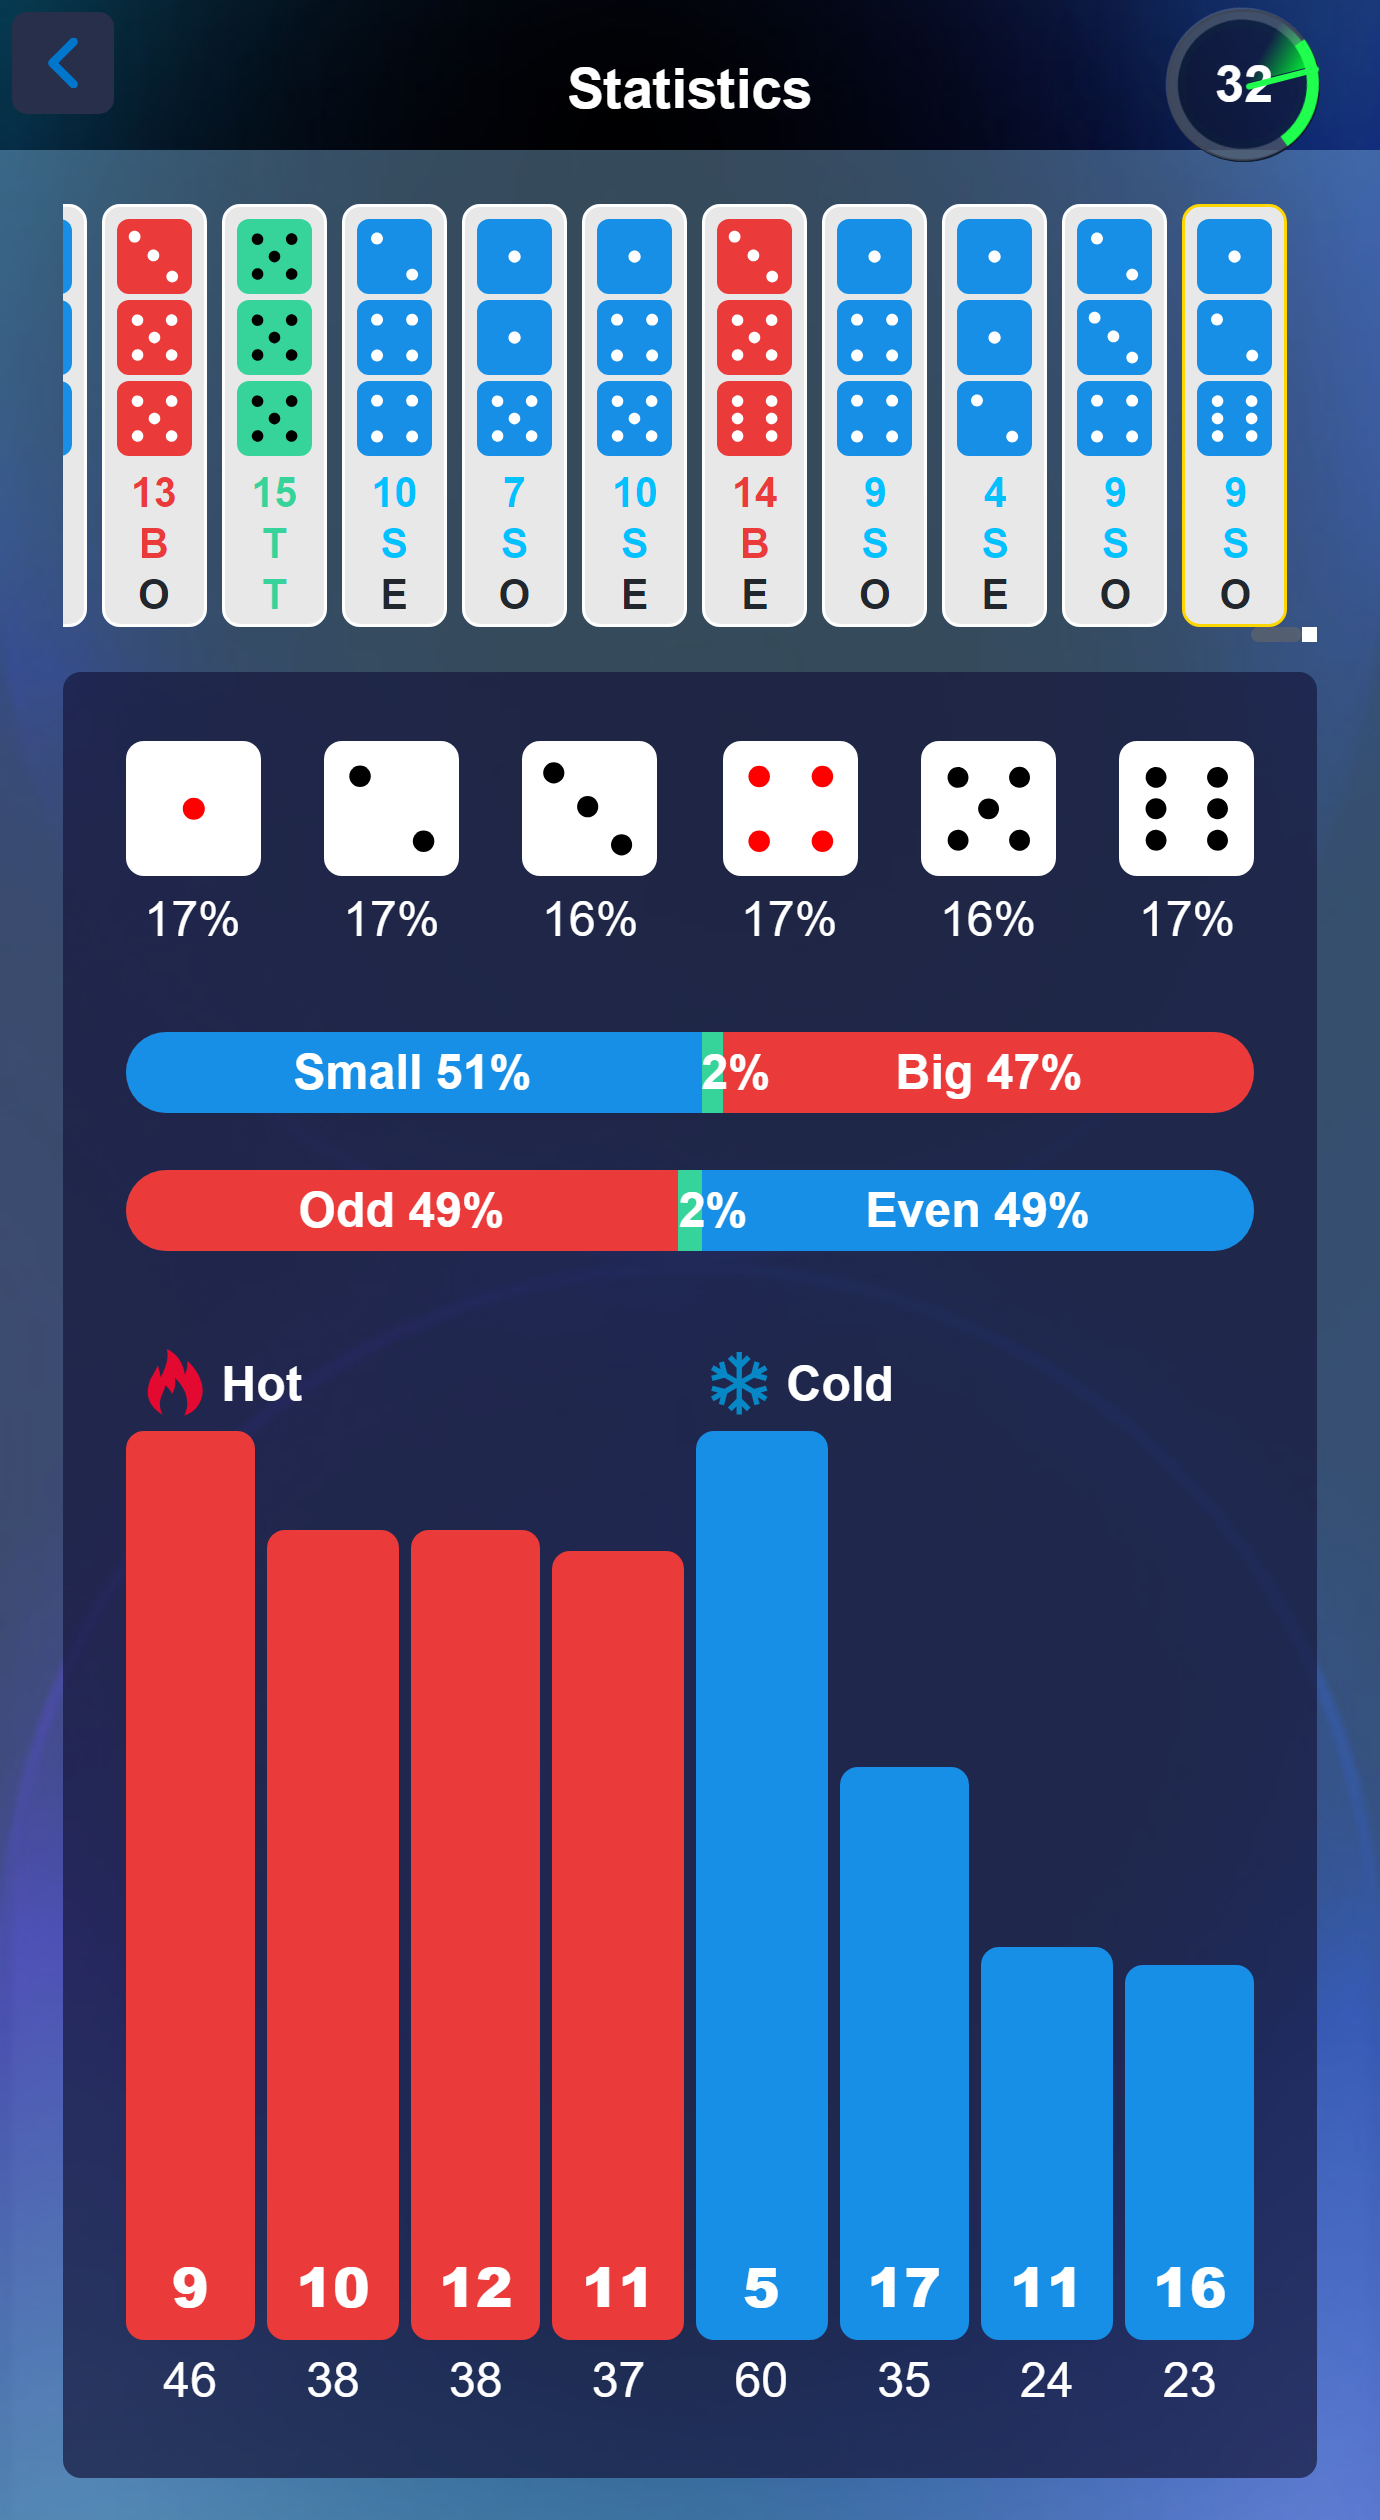 Statistics
32
13 15 10 7 10 14 9 4 9 9
B T S S S B S S S S
O T E O E E O E O O
17% 17% 16% 17% 16% 17%
Small 51% 2% Big 47%
Odd 49% 2% Even 49%
Hot Cold
9 10 12 11 5 17 11 16
46 38 38 37 60 35 24 23